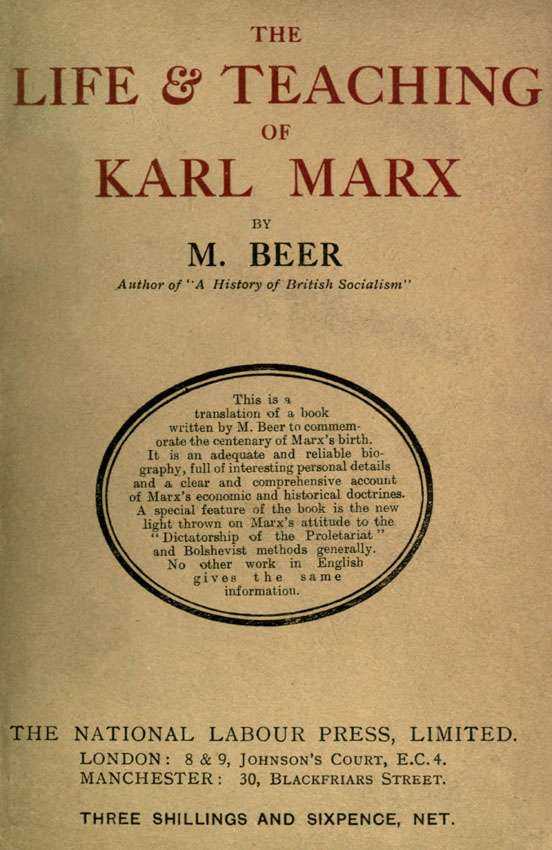 THE
LIFE & TEACHING
OF
KARL MARX
BY
M. BEER
Author of "A History of British Socialism"
This is a
translation of a book
written by M. Beer to commem-
orate the centenary of Marx's birth.
It is an adequate and reliable bio-
graphy, full of interesting personal details
and a clear and comprehensive account
of Marx's economic and historical doctrines.
A special feature of the book is the new
light thrown on Marx's attitude to the
"Dictatorship of the Proletariat"
and Bolshevist methods generally.
No other work in English
gives the same
information.
THE NATIONAL LABOUR PRESS, LIMITED.
LONDON: 8 & 9, JOHNSON'S COURT, E.C.4.
MANCHESTER: 30, BLACKFRIARS STREET.
THREE SHILLINGS AND SIXPENCE, NET.